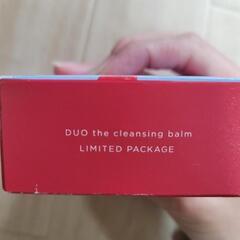 DUO the cleansing balm
LIMITED PACKAGE